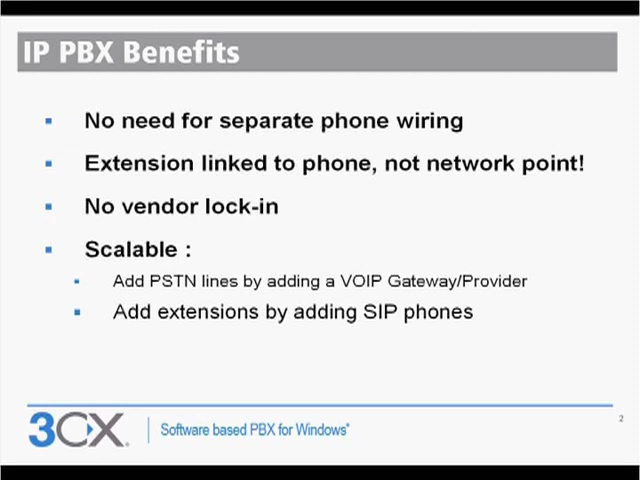 IP PBX Benefits
No need for separate phone wiring
Extension linked to phone, not network point!
No vendor lock-in
Scalable :
Add PSTN lines by adding a VOIP Gateway/Provider
Add extensions by adding SIP phones
2
3CX® Software based PBX for Windows®